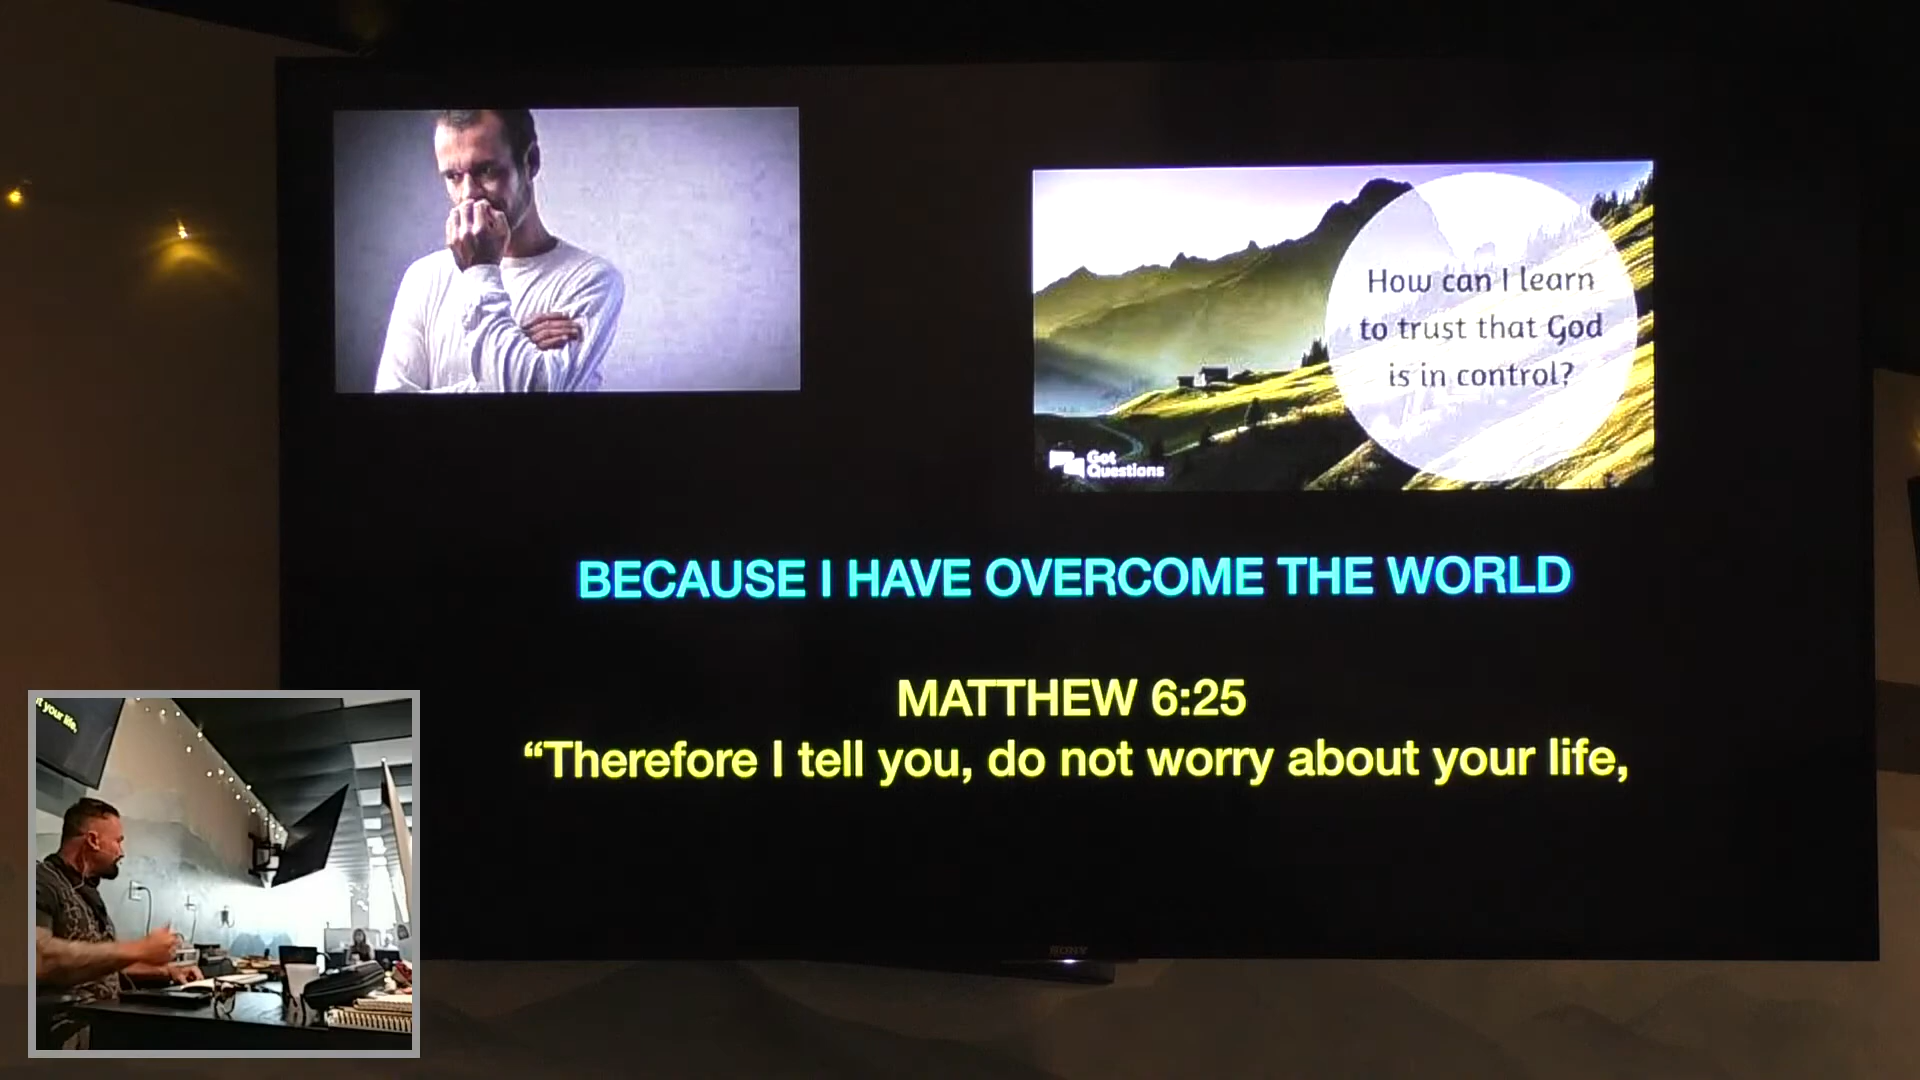 How can I learn
to trust that God
is in control?
Got
Questions
BECAUSE I HAVE OVERCOME THE WORLD
MATTHEW 6:25
“Therefore I tell you, do not worry about your life,
SONY
t your life,